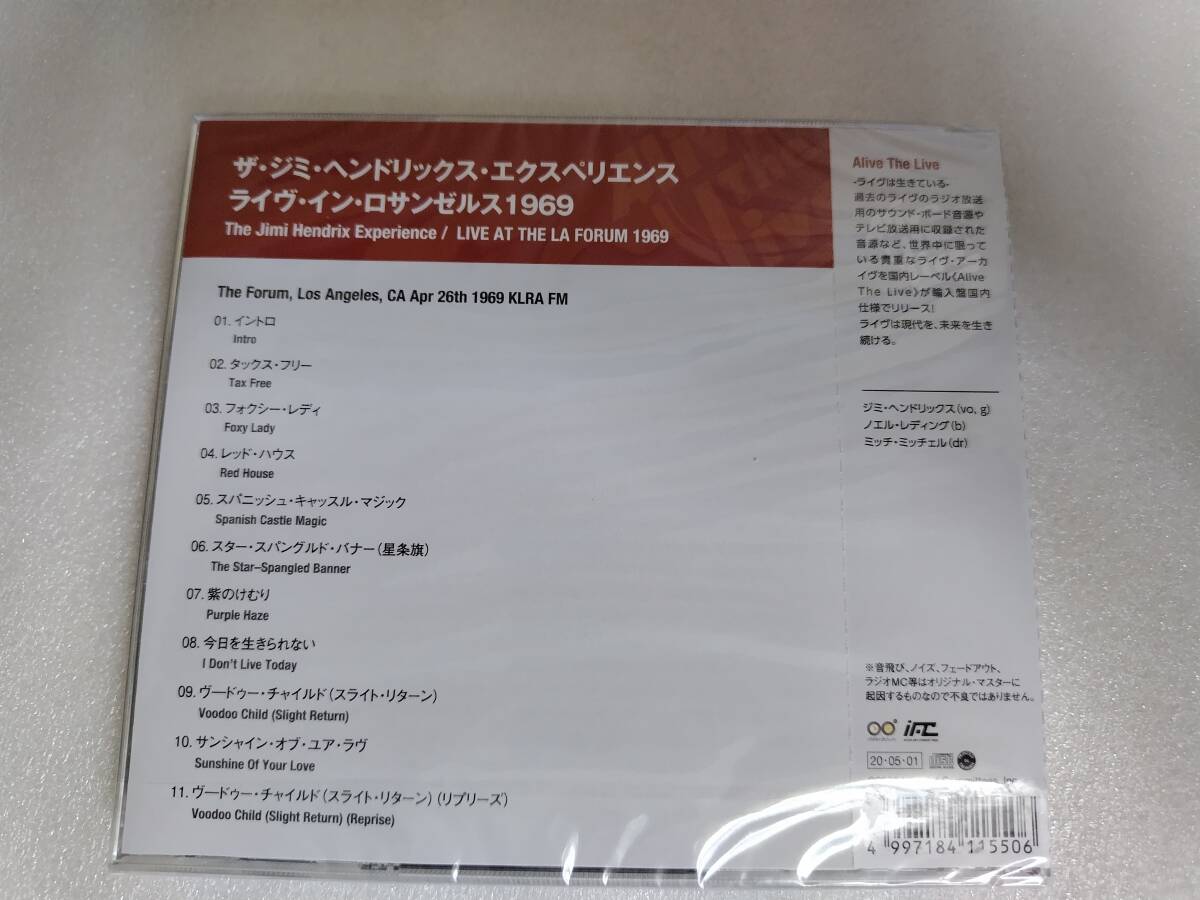 ザ・ジミ・ヘンドリックス・エクスペリエンス
ライヴ・イン・ロサンゼルス1969
The Jimi Hendrix Experience / LIVE AT THE LA FORUM 1969
The Forum, Los Angeles, CA Apr 26th 1969 KLRA FM
01. イントロ
Intro
02. タックス・フリー
Tax Free
03. フォクシー・レディ
Foxy Lady
04. レッド・ハウス
Red House
05. スパニッシュ・キャッスル・マジック
Spanish Castle Magic
06. スター・スパングルド・バナー(星条旗)
The Star-Spangled Banner
07. 紫のけむり
Purple Haze
08. 今日を生きられない
I Don't Live Today
09. ヴードゥー・チャイルド(スライト・リターン)
Voodoo Child (Slight Return)
10. サンシャイン・オブ・ユア・ラヴ
Sunshine Of Your Love
11. ヴードゥー・チャイルド(スライト・リターン) (リプリーズ)
Voodoo Child (Slight Return) (Reprise)
Alive The Live
-ライヴは生きている-
過去のライヴのラジオ放送
用のサウンド・ボード音源や
テレビ放送用に収録された
音源など、世界中に眠って
いる貴重なライヴ・アーカ
イヴを国内レーベル《Alive
The Live》が輸入盤国内
仕様でリリース!
ライヴは現代を、未来を生き
続ける。
ジミ・ヘンドリックス(vo, g)
ノエル・レディング(b)
ミッチ・ミッチェル(dr)
※音飛び、ノイズ、フェードアウト、
ラジオMC等はオリジナル・マスターに
起因するものなので不良ではありません。
IFC
20・05・01
4 997184 115506